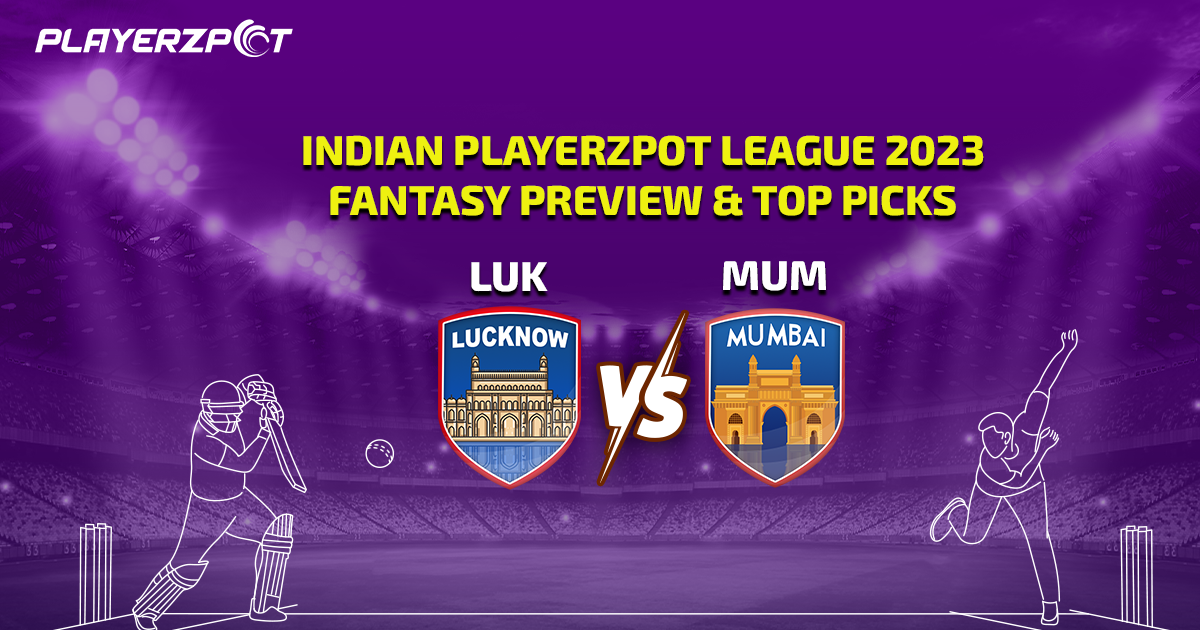 PLAYERZPOT
INDIAN PLAYERZPOT LEAGUE 2023
FANTASY PREVIEW & TOP PICKS
LUK
MUM
LUCKNOW
VS
MUMBAI